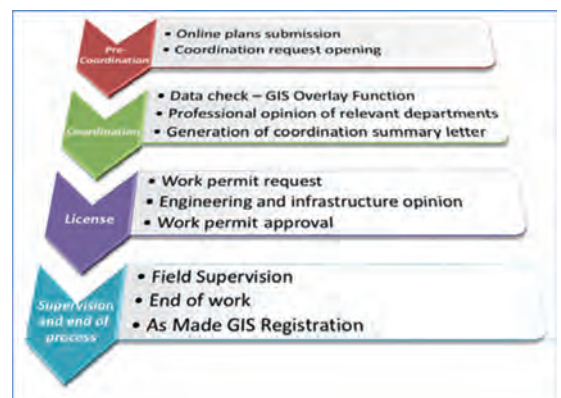 Pre-
Coordination
• Online plans submission
• Coordination request opening
Coordination
• Data check – GIS Overlay Function
• Professional opinion of relevant departments
• Generation of coordination summary letter
License
• Work permit request
• Engineering and infrastructure opinion
• Work permit approval
Supervision
and end of
process
• Field Supervision
• End of work
• As Made GIS Registration